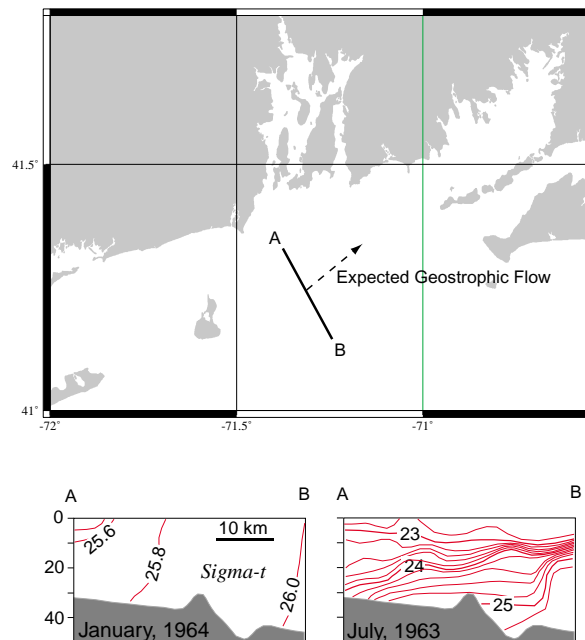 41.5°
A
Expected Geostrophic Flow
B
41°
-72°
-71.5°
-71°
A
B
A
B
0
20
40
25.6
25.8
10 km
Sigma-t
26.0
January, 1964
23
24
25
July, 1963